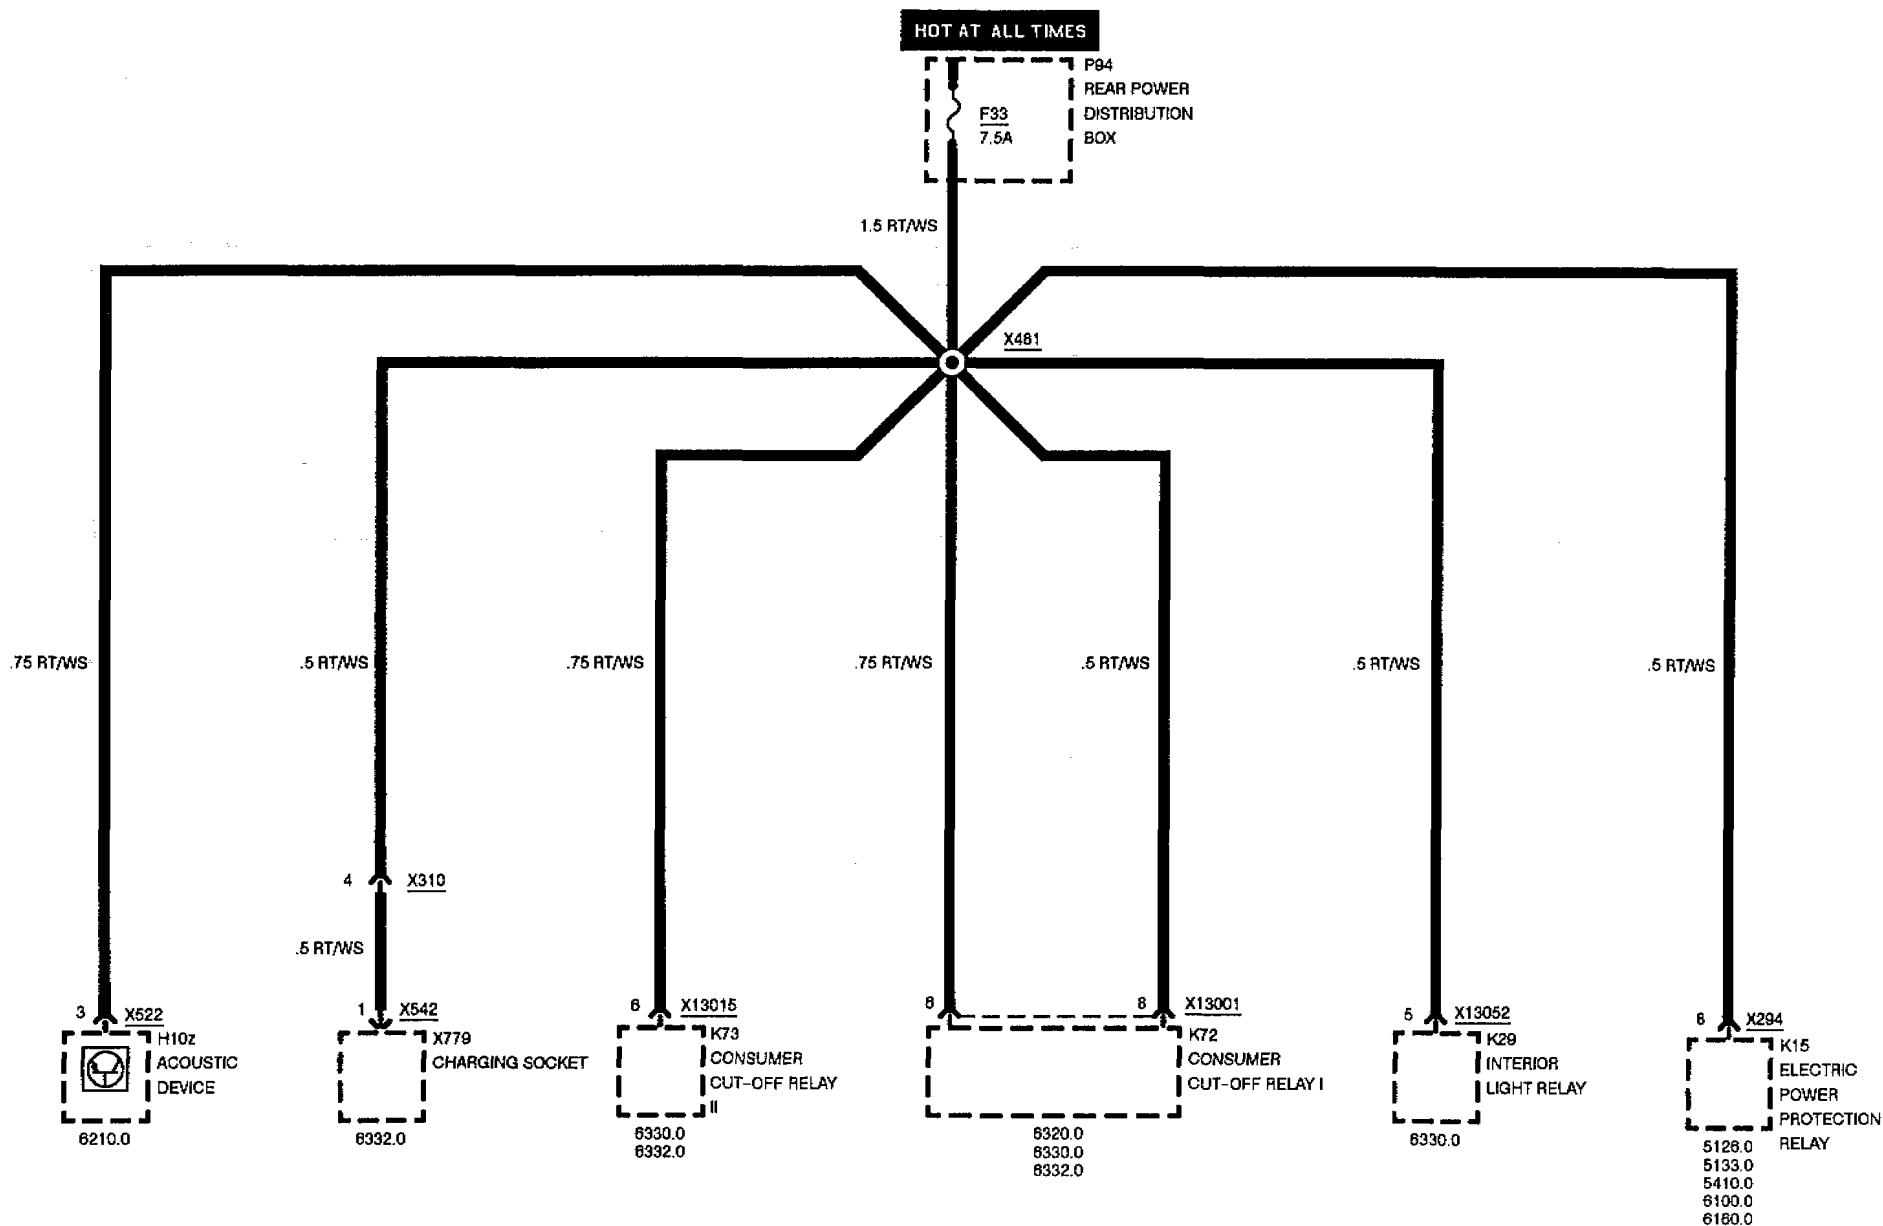 HOT AT ALL TIMES
P94
REAR POWER
DISTRIBUTION
BOX
F33
7.5A
1.5 RT/WS
X481
.75 RT/WS
.5 RT/WS
.75 RT/WS
.75 RT/WS
.5 RT/WS
.5 RT/WS
.5 RT/WS
4
X310
.5 RT/WS
3
X522
H10z
ACOUSTIC
DEVICE
6210.0
1
X542
X779
CHARGING SOCKET
6332.0
6
X13015
K73
CONSUMER
CUT-OFF RELAY
II
6330.0
6332.0
6
8
X13001
K72
CONSUMER
CUT-OFF RELAY I
6320.0
6330.0
6332.0
5
X13052
K29
INTERIOR
LIGHT RELAY
6330.0
6
X294
K15
ELECTRIC
POWER
PROTECTION
RELAY
5126.0
5133.0
5410.0
6100.0
6160.0